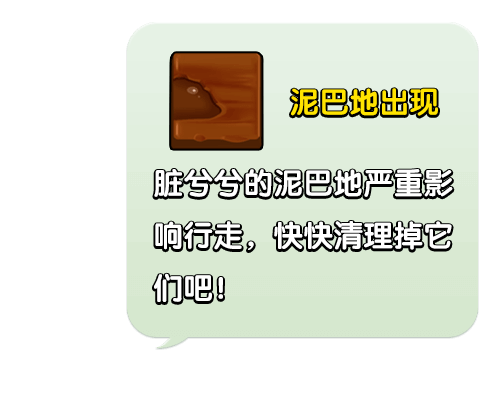 泥巴地出现
脏兮兮的泥巴地严重影
响行走，快快清理掉它
们吧！